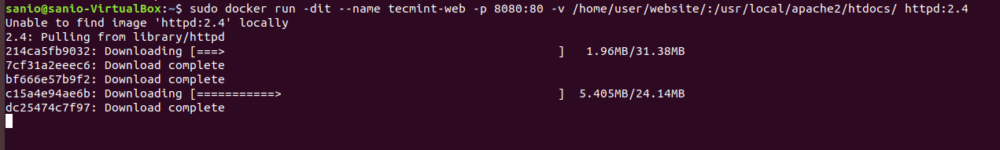 sanio@sanio-VirtualBox:~$ sudo docker run -dit --name tecmint-web -p 8080:80 -v /home/user/website/:/usr/local/apache2/htdocs/ httpd:2.4
Unable to find image 'httpd:2.4' locally
2.4: Pulling from library/httpd
214ca5fb9032: Downloading [===>                                               ]   1.96MB/31.38MB
7cf31a2eeec6: Download complete
bf666e57b9f2: Download complete
c15a4e94ae6b: Downloading [===========>                                       ]  5.405MB/24.14MB
dc25474c7f97: Download complete